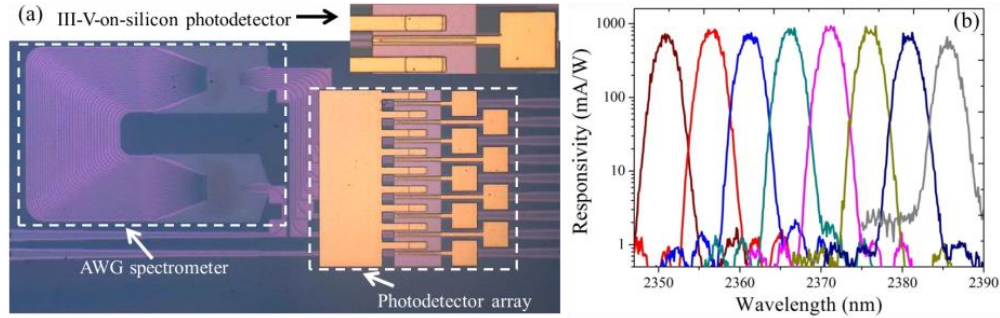 (a)
III-V-on-silicon photodetector
AWG spectrometer
Photodetector array
(b)
Responsivity (mA/W)
1000
100
10
1
2350 2360 2370 2380 2390
Wavelength (nm)